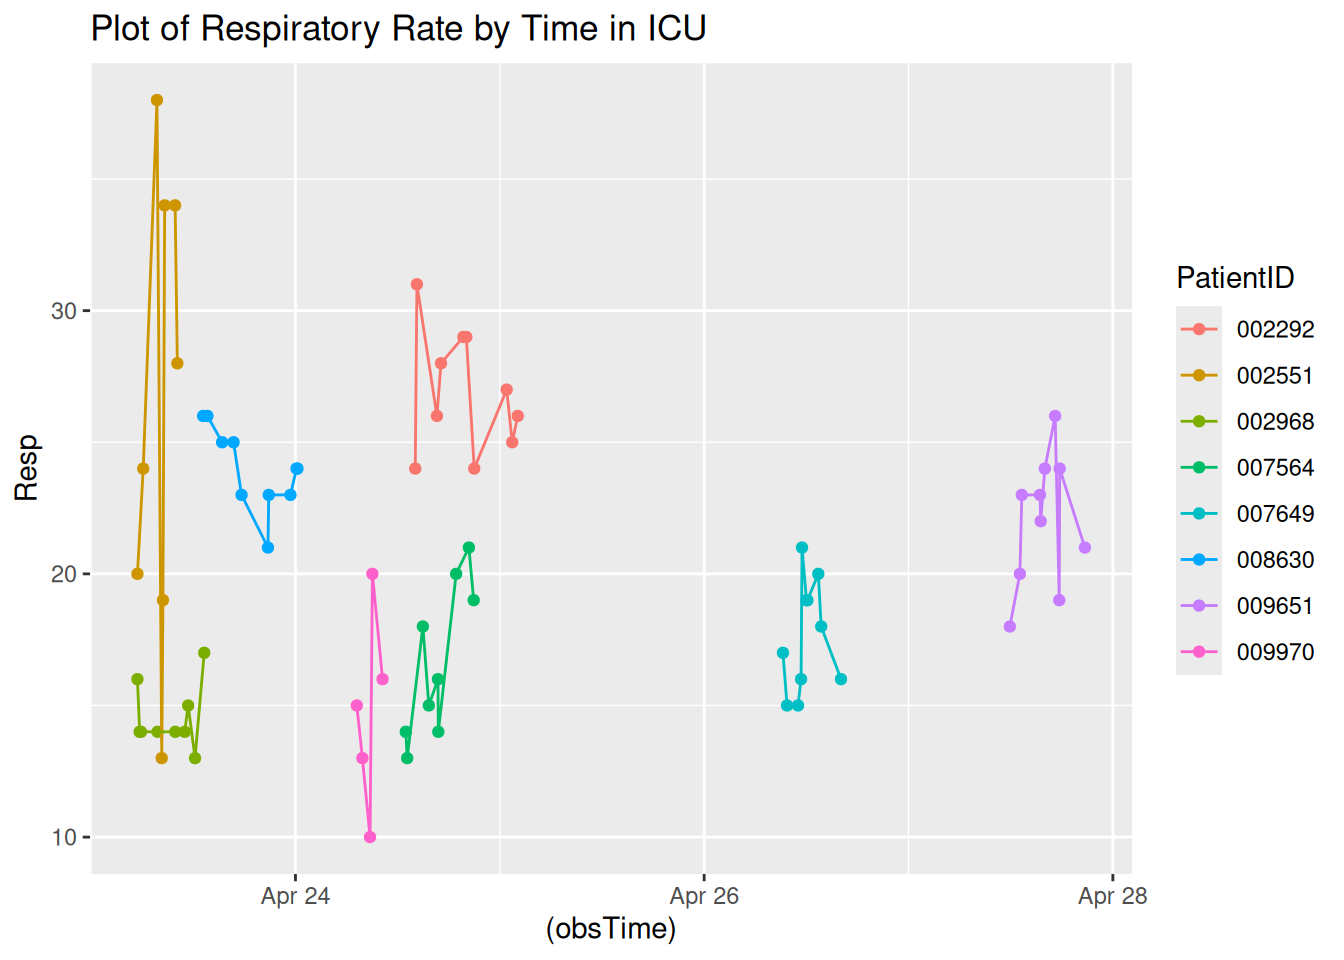 Plot of Respiratory Rate by Time in ICU
Resp
30
20
10
Apr 24
Apr 26
Apr 28
(obsTime)
PatientID
002292
002551
002968
007564
007649
008630
009651
009970